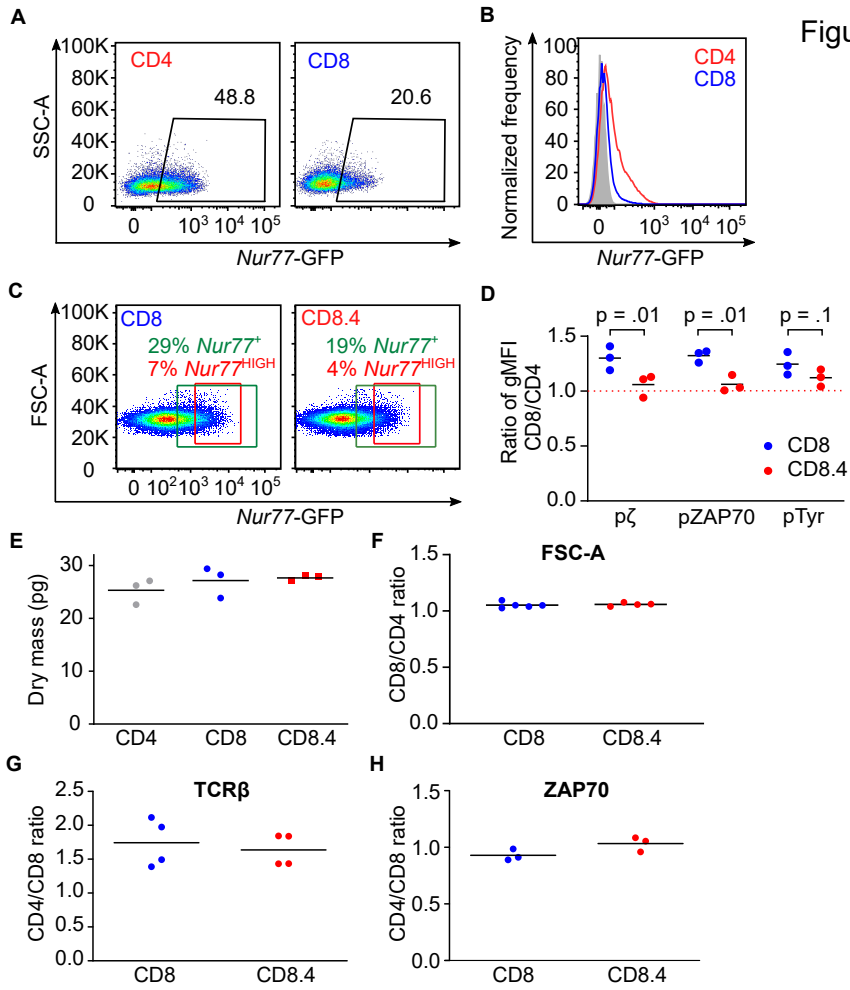 A
SSC-A
100K
80K
60K
40K
20K
0
CD4
48.8
CD8
20.6
0 10³ 10⁴ 10⁵
Nur77-GFP
B
Normalized frequency
CD4
CD8
0 10³ 10⁴ 10⁵
Nur77-GFP
Figu
C
FSC-A
100K
80K
60K
40K
20K
0
CD8
29% Nur77⁺
7% Nur77ᴴᴵᴳᴴ
CD8.4
19% Nur77⁺
4% Nur77ᴴᴵᴳᴴ
0 10² 10³ 10⁴ 10⁵
Nur77-GFP
D
p = .01 p = .01 p = .1
Ratio of gMFI
CD8/CD4
1.5
1.0
0.5
0.0
CD8
CD8.4
pζ pZAP70 pTyr
E
Dry mass (pg)
30
20
10
0
CD4 CD8 CD8.4
F
FSC-A
CD8/CD4 ratio
1.5
1.0
0.5
0.0
CD8 CD8.4
G
TCRβ
CD4/CD8 ratio
2.5
2.0
1.5
1.0
0.5
0.0
CD8 CD8.4
H
ZAP70
CD4/CD8 ratio
1.5
1.0
0.5
0.0
CD8 CD8.4